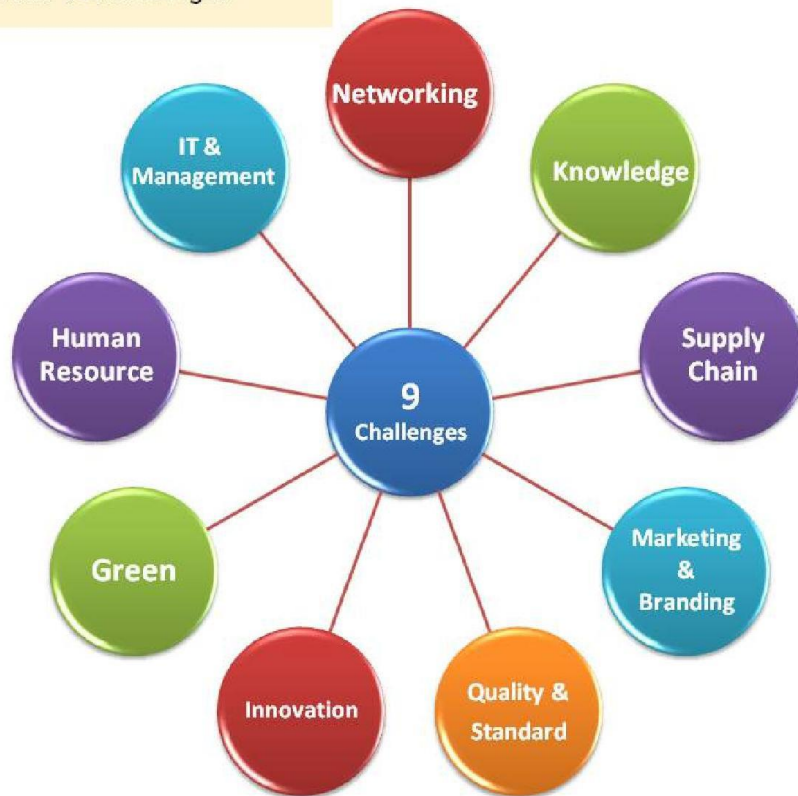 Networking
Knowledge
Supply
Chain
Marketing
&
Branding
Quality &
Standard
Innovation
Green
Human
Resource
IT &
Management
9
Challenges